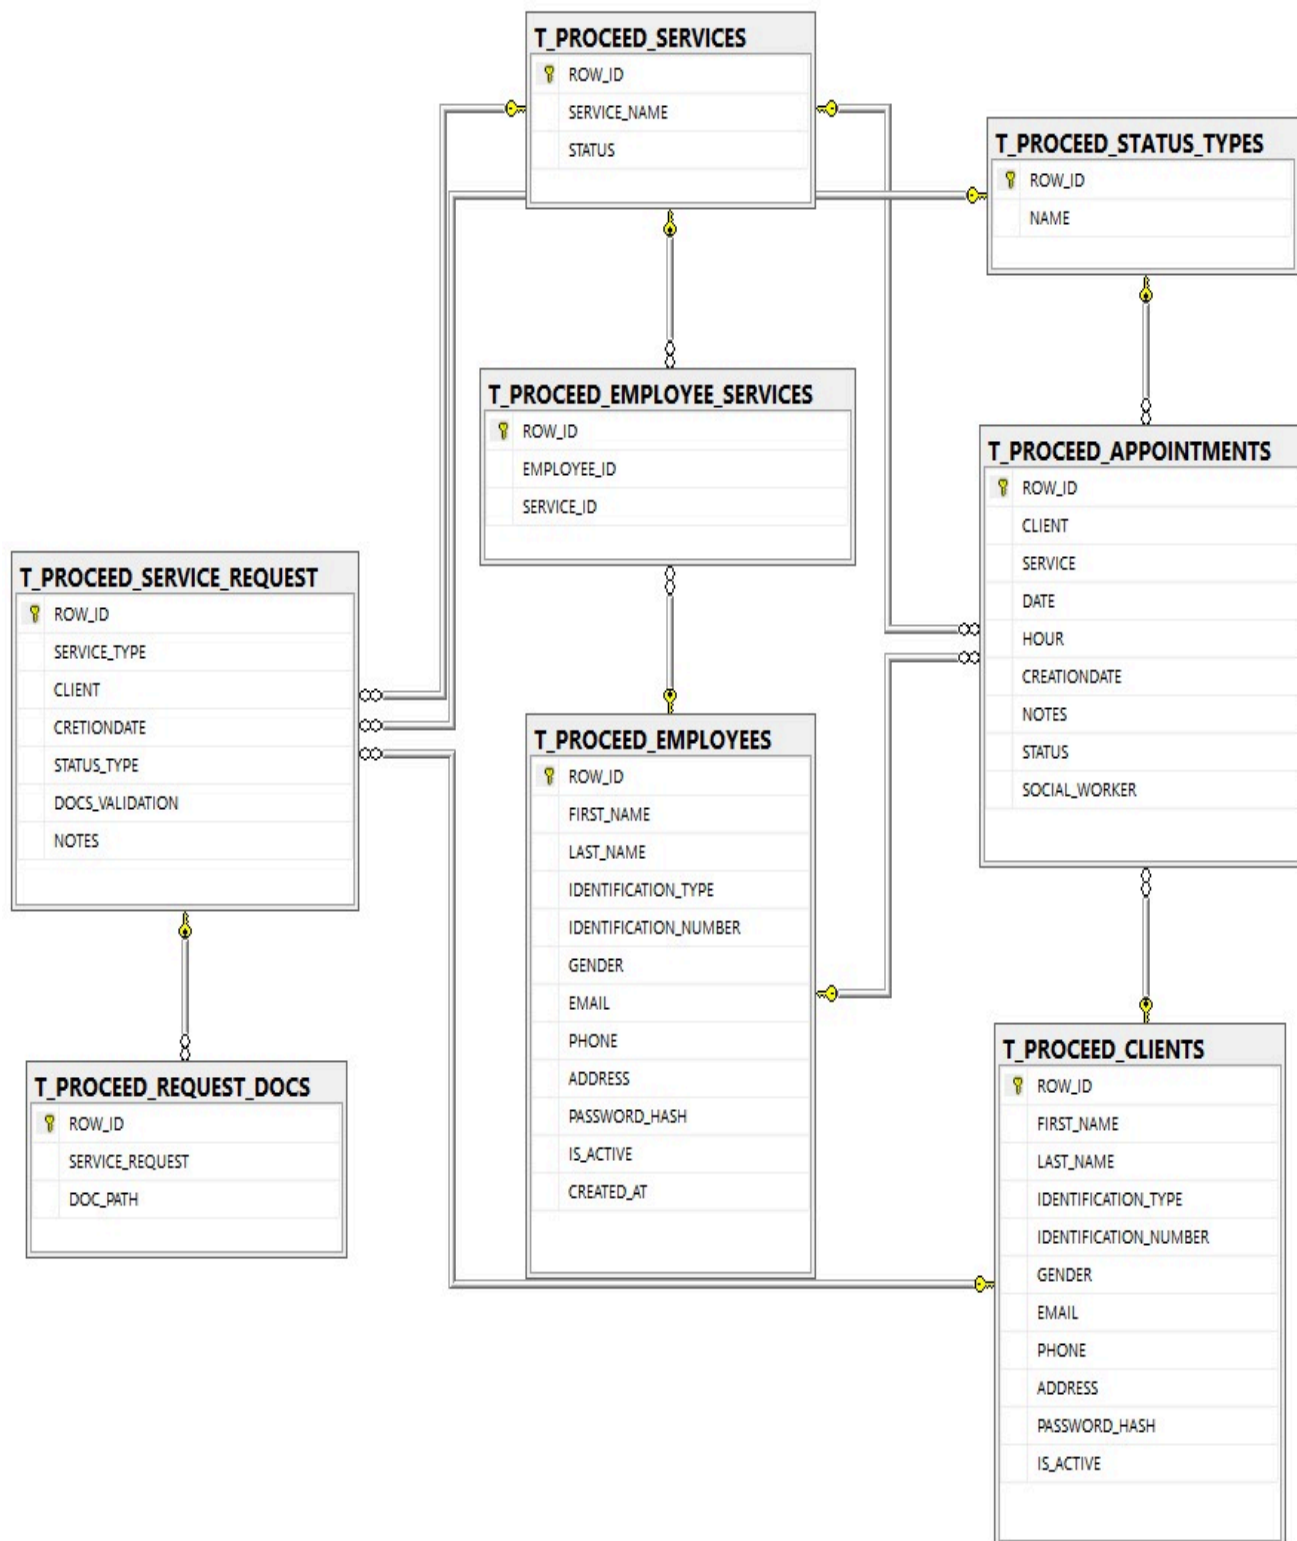 T_PROCEED_SERVICES
ROW_ID
SERVICE_NAME
STATUS
T_PROCEED_STATUS_TYPES
ROW_ID
NAME
T_PROCEED_EMPLOYEE_SERVICES
ROW_ID
EMPLOYEE_ID
SERVICE_ID
T_PROCEED_APPOINTMENTS
ROW_ID
CLIENT
SERVICE
DATE
HOUR
CREATIONDATE
NOTES
STATUS
SOCIAL_WORKER
T_PROCEED_SERVICE_REQUEST
ROW_ID
SERVICE_TYPE
CLIENT
CRETIONDATE
STATUS_TYPE
DOCS_VALIDATION
NOTES
T_PROCEED_EMPLOYEES
ROW_ID
FIRST_NAME
LAST_NAME
IDENTIFICATION_TYPE
IDENTIFICATION_NUMBER
GENDER
EMAIL
PHONE
ADDRESS
PASSWORD_HASH
IS_ACTIVE
CREATED_AT
T_PROCEED_REQUEST_DOCS
ROW_ID
SERVICE_REQUEST
DOC_PATH
T_PROCEED_CLIENTS
ROW_ID
FIRST_NAME
LAST_NAME
IDENTIFICATION_TYPE
IDENTIFICATION_NUMBER
GENDER
EMAIL
PHONE
ADDRESS
PASSWORD_HASH
IS_ACTIVE